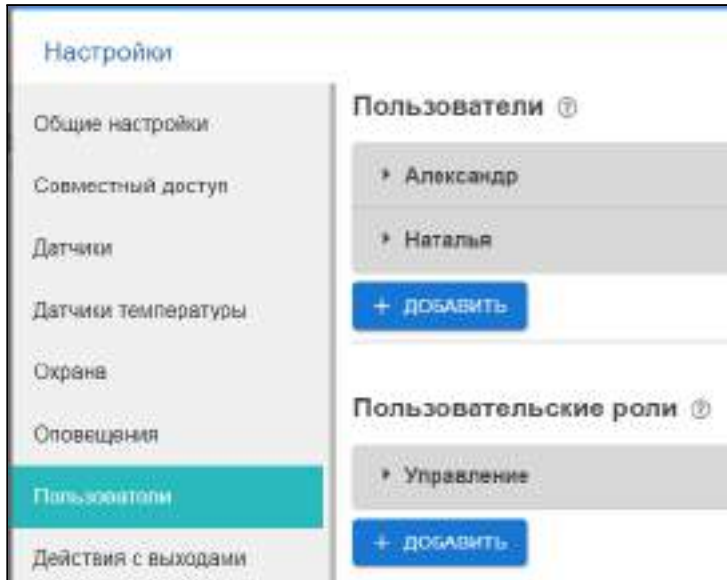 Настройки
Общие настройки
Совместный доступ
Датчики
Датчики температуры
Охрана
Оповещения
Пользователи
Действия с выходами
Пользователи ?
Александр
Наталья
+ ДОБАВИТЬ
Пользовательские роли ?
Управление
+ ДОБАВИТЬ